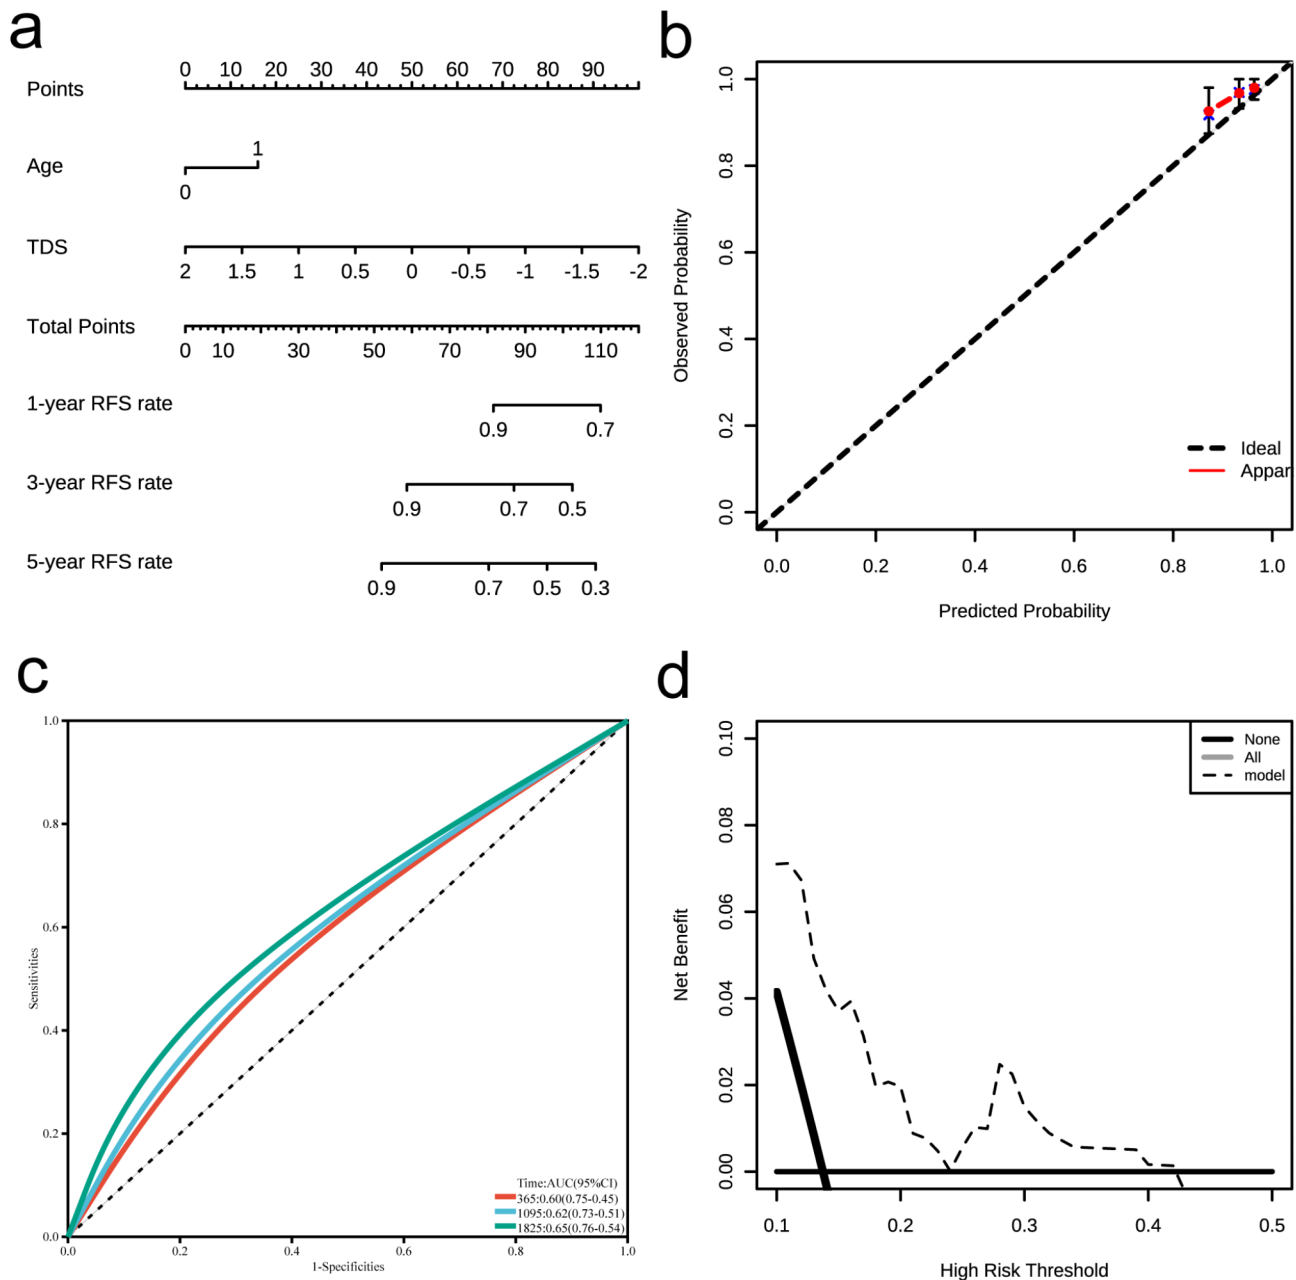 a
0 10 20 30 40 50 60 70 80 90
Points
1
Age
0
TDS
2 1.5 1 0.5 0 -0.5 -1 -1.5 -2
Total Points
0 10 30 50 70 90 110
1-year RFS rate
0.9 0.7
3-year RFS rate
0.9 0.7 0.5
5-year RFS rate
0.9 0.7 0.5 0.3
b
1.0
0.8
0.6
0.4
0.2
0.0
Observed Probability
Ideal
Appar
0.0 0.2 0.4 0.6 0.8 1.0
Predicted Probability
c
1.0
0.8
0.6
0.4
0.2
0.0
Sensitivities
Time:AUC(95%CI)
365:0.60(0.75-0.45)
1095:0.62(0.73-0.51)
1825:0.65(0.76-0.54)
0.0 0.2 0.4 0.6 0.8 1.0
1-Specificities
d
0.10
0.08
0.06
0.04
0.02
0.00
Net Benefit
None
All
model
0.1 0.2 0.3 0.4 0.5
High Risk Threshold